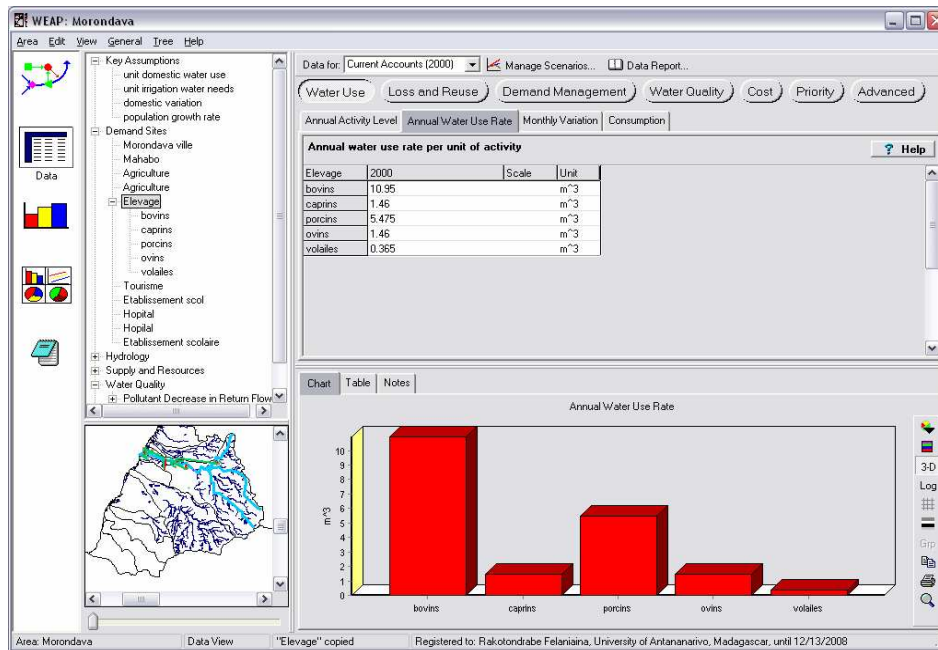 WEAP: Morondava
Area Edit View General Tree Help
Data
Key Assumptions
unit domestic water use
unit irrigation water needs
domestic variation
population growth rate
Demand Sites
Morondava ville
Mahabo
Agriculture
Agriculture
Elevage
bovins
caprins
porcins
ovins
volailes
Tourisme
Etablissement scol
Hopital
Hopilal
Etablissement scolaire
Hydrology
Supply and Resources
Water Quality
Pollutant Decrease in Return Flow
Data for: Current Accounts (2000) Manage Scenarios... Data Report...
Water Use Loss and Reuse Demand Management Water Quality Cost Priority Advanced
Annual Activity Level Annual Water Use Rate Monthly Variation Consumption
Annual water use rate per unit of activity ? Help
Elevage 2000 Scale Unit
bovins 10.95 m^3
caprins 1.46 m^3
porcins 5.475 m^3
ovins 1.46 m^3
volailes 0.365 m^3
Chart Table Notes
Annual Water Use Rate
m^3
10
9
8
7
6
5
4
3
2
1
0
bovins caprins porcins ovins volailes
3-D
Log
Grp
Area: Morondava Data View "Elevage" copied Registered to: Rakotondrabe Felaniaina, University of Antananarivo, Madagascar, until 12/13/2008